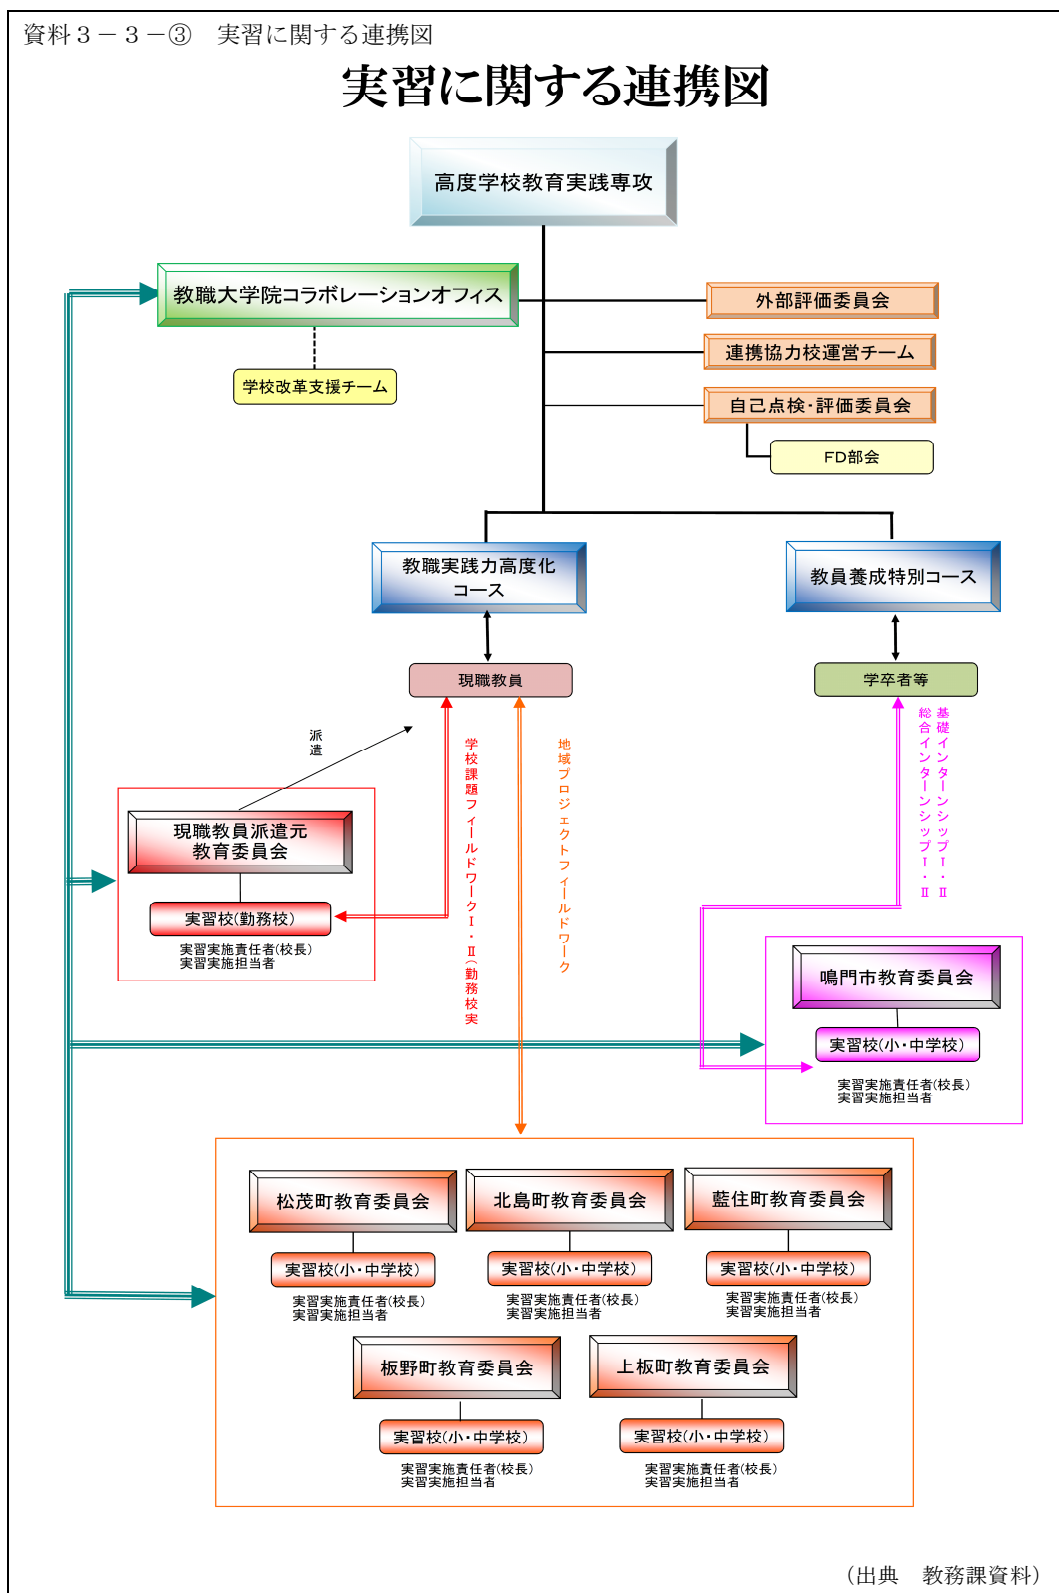 資料３－３－③　実習に関する連携図
実習に関する連携図
高度学校教育実践専攻
教職大学院コラボレーションオフィス
学校改革支援チーム
外部評価委員会
連携協力校運営チーム
自己点検・評価委員会
FD部会
教職実践力高度化
コース
教員養成特別コース
現職教員
学卒者等
派遣
学校課題フィールドワークⅠ・Ⅱ（勤務校実
地域プロジェクトフィールドワーク
基礎インターンシップⅠ・Ⅱ
総合インターンシップⅠ・Ⅱ
現職教員派遣元
教育委員会
実習校(勤務校)
実習実施責任者(校長)
実習実施担当者
鳴門市教育委員会
実習校(小・中学校)
実習実施責任者(校長)
実習実施担当者
松茂町教育委員会
実習校(小・中学校)
実習実施責任者(校長)
実習実施担当者
北島町教育委員会
実習校(小・中学校)
実習実施責任者(校長)
実習実施担当者
藍住町教育委員会
実習校(小・中学校)
実習実施責任者(校長)
実習実施担当者
板野町教育委員会
実習校(小・中学校)
実習実施責任者(校長)
実習実施担当者
上板町教育委員会
実習校(小・中学校)
実習実施責任者(校長)
実習実施担当者
（出典　教務課資料）